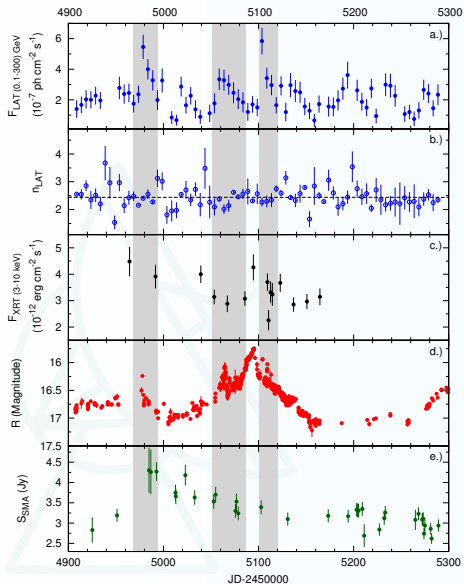 4900 5000 5100 5200 5300
F_LAT (0.1-300) GeV
(10^-7 ph cm^-2 s^-1)
6
4
2
a.)
η_LAT
4
3
2
b.)
F_XRT (3-10 keV)
(10^-12 erg cm^-2 s^-1)
5
4
3
2
c.)
R (Magnitude)
16
16.5
17
17.5
d.)
S_SMA (Jy)
4.5
4
3.5
3
2.5
e.)
4900 5000 5100 5200 5300
JD-2450000